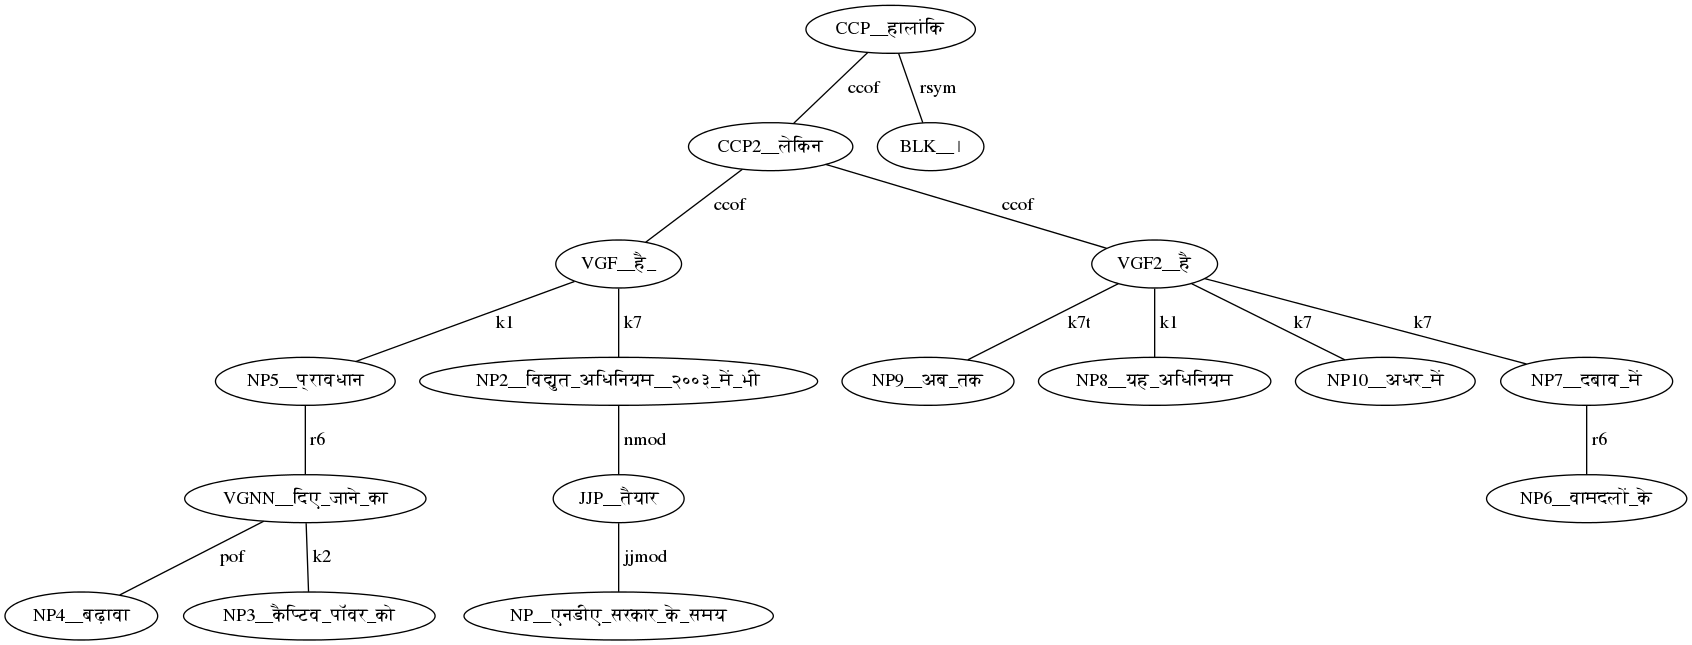 CCP__हालांकि
ccof rsym
CCP2__लेकिन BLK__।
ccof ccof
VGF__है_ VGF2__है
k1 k7 k7t k1 k7 k7
NP5__प्रावधान NP2__विद्युत_अधिनियम__२००३_में_भी NP9__अब_तक NP8__यह_अधिनियम NP10__अधर_में NP7__दबाव_में
r6 nmod r6
VGNN__दिए_जाने_का JJP__तैयार NP6__वामदलों_के
pof k2 jjmod
NP4__बढ़ावा NP3__कैप्टिव_पॉवर_को NP__एनडीए_सरकार_के_समय